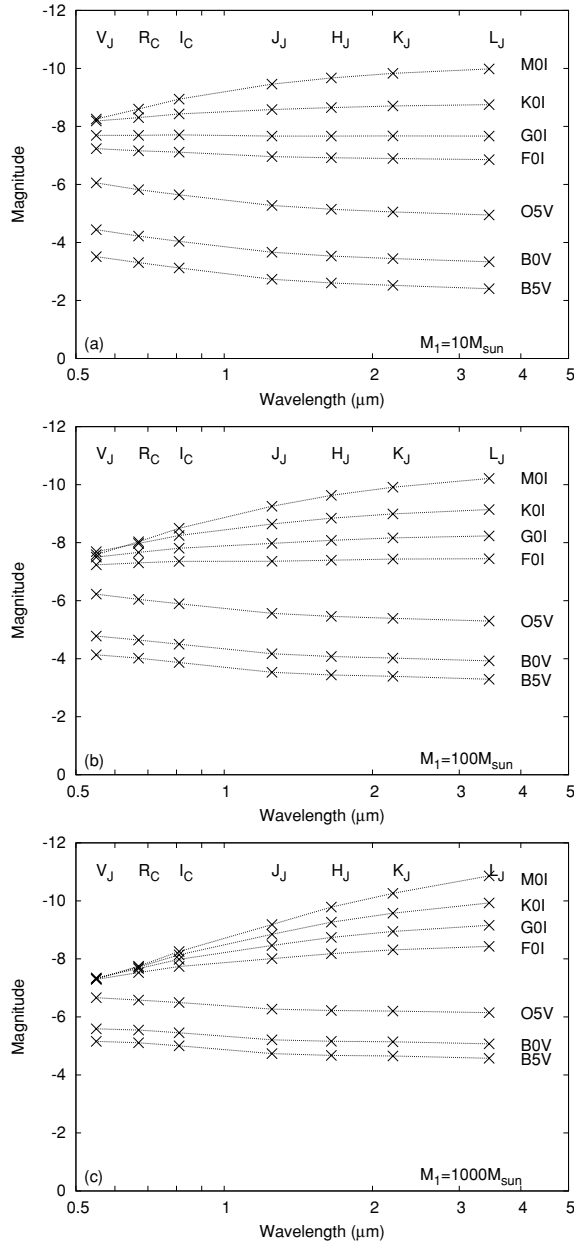 -12
V_J R_C I_C J_J H_J K_J L_J
-10
M0I
K0I
-8
G0I
F0I
-6
O5V
-4
B0V
B5V
-2
0
Magnitude
(a)
M_1=10M_sun
0.5 1 2 3 4 5
Wavelength (μm)
-12
V_J R_C I_C J_J H_J K_J L_J
-10
M0I
K0I
-8
G0I
F0I
-6
O5V
-4
B0V
B5V
-2
0
Magnitude
(b)
M_1=100M_sun
0.5 1 2 3 4 5
Wavelength (μm)
-12
V_J R_C I_C J_J H_J K_J L_J
-10
M0I
K0I
G0I
-8
F0I
-6
O5V
B0V
-4
B5V
-2
0
Magnitude
(c)
M_1=1000M_sun
0.5 1 2 3 4 5
Wavelength (μm)